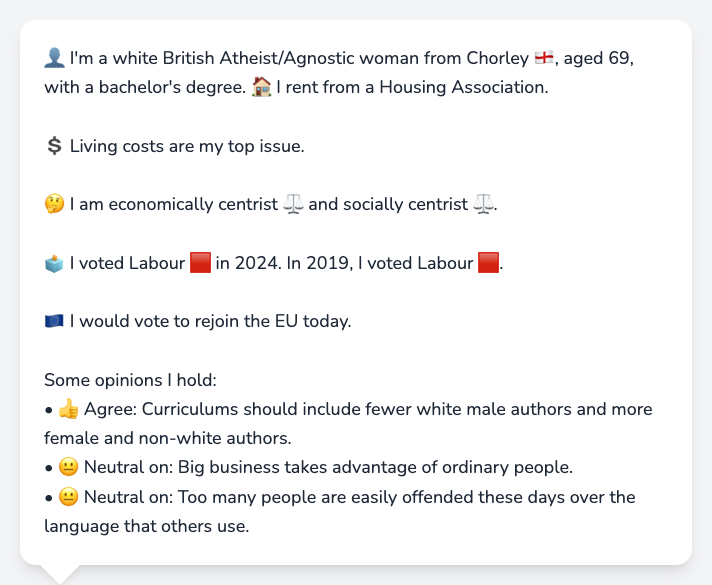 👤 I'm a white British Atheist/Agnostic woman from Chorley 🏴󠁧󠁢󠁥󠁮󠁧󠁿, aged 69,
with a bachelor's degree. 🏠 I rent from a Housing Association.
💲 Living costs are my top issue.
🤔 I am economically centrist ⚖️ and socially centrist ⚖️.
🗳️ I voted Labour 🟥 in 2024. In 2019, I voted Labour 🟥.
🇪🇺 I would vote to rejoin the EU today.
Some opinions I hold:
• 👍 Agree: Curriculums should include fewer white male authors and more
female and non-white authors.
• 😐 Neutral on: Big business takes advantage of ordinary people.
• 😐 Neutral on: Too many people are easily offended these days over the
language that others use.